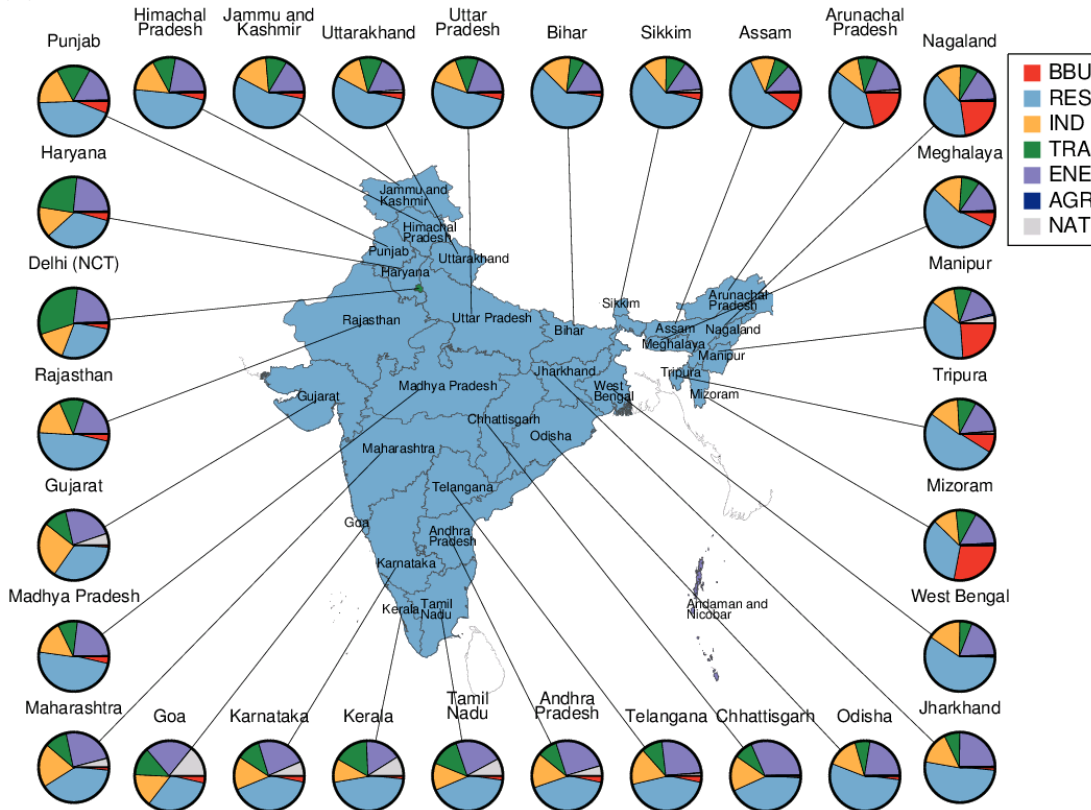 Punjab
Himachal
Pradesh
Jammu and
Kashmir
Uttarakhand
Uttar
Pradesh
Bihar
Sikkim
Assam
Arunachal
Pradesh
Nagaland
BBU
RES
IND
TRA
ENE
AGR
NAT
Haryana
Delhi (NCT)
Rajasthan
Gujarat
Madhya Pradesh
Maharashtra
Meghalaya
Manipur
Tripura
Mizoram
West Bengal
Jharkhand
Jammu and
Kashmir
Himachal
Pradesh
Punjab
Uttarakhand
Haryana
Rajasthan
Uttar Pradesh
Bihar
Sikkim
Arunachal
Pradesh
Assam
Nagaland
Meghalaya
Manipur
Tripura
Mizoram
Jharkhand
West
Bengal
Madhya Pradesh
Gujarat
Chhattisgarh
Odisha
Maharashtra
Telangana
Goa
Andhra
Pradesh
Karnataka
Kerala
Tamil
Nadu
Andaman and
Nicobar
Goa
Karnataka
Kerala
Tamil
Nadu
Andhra
Pradesh
Telangana
Chhattisgarh
Odisha